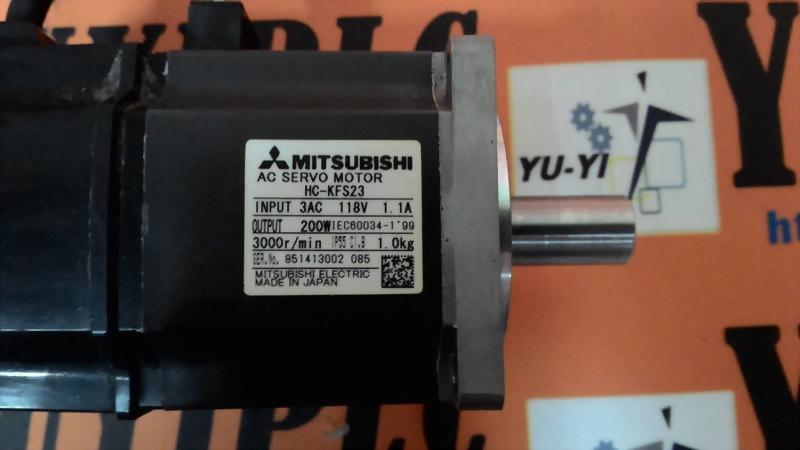 MITSUBISHI
AC SERVO MOTOR
HC-KFS23
INPUT 3AC 118V 1.1A
OUTPUT 200W IEC60034-1'99
3000r/min IP55 Cl.B 1.0kg
SER.No. 851413002 085
MITSUBISHI ELECTRIC
MADE IN JAPAN
YU-YI